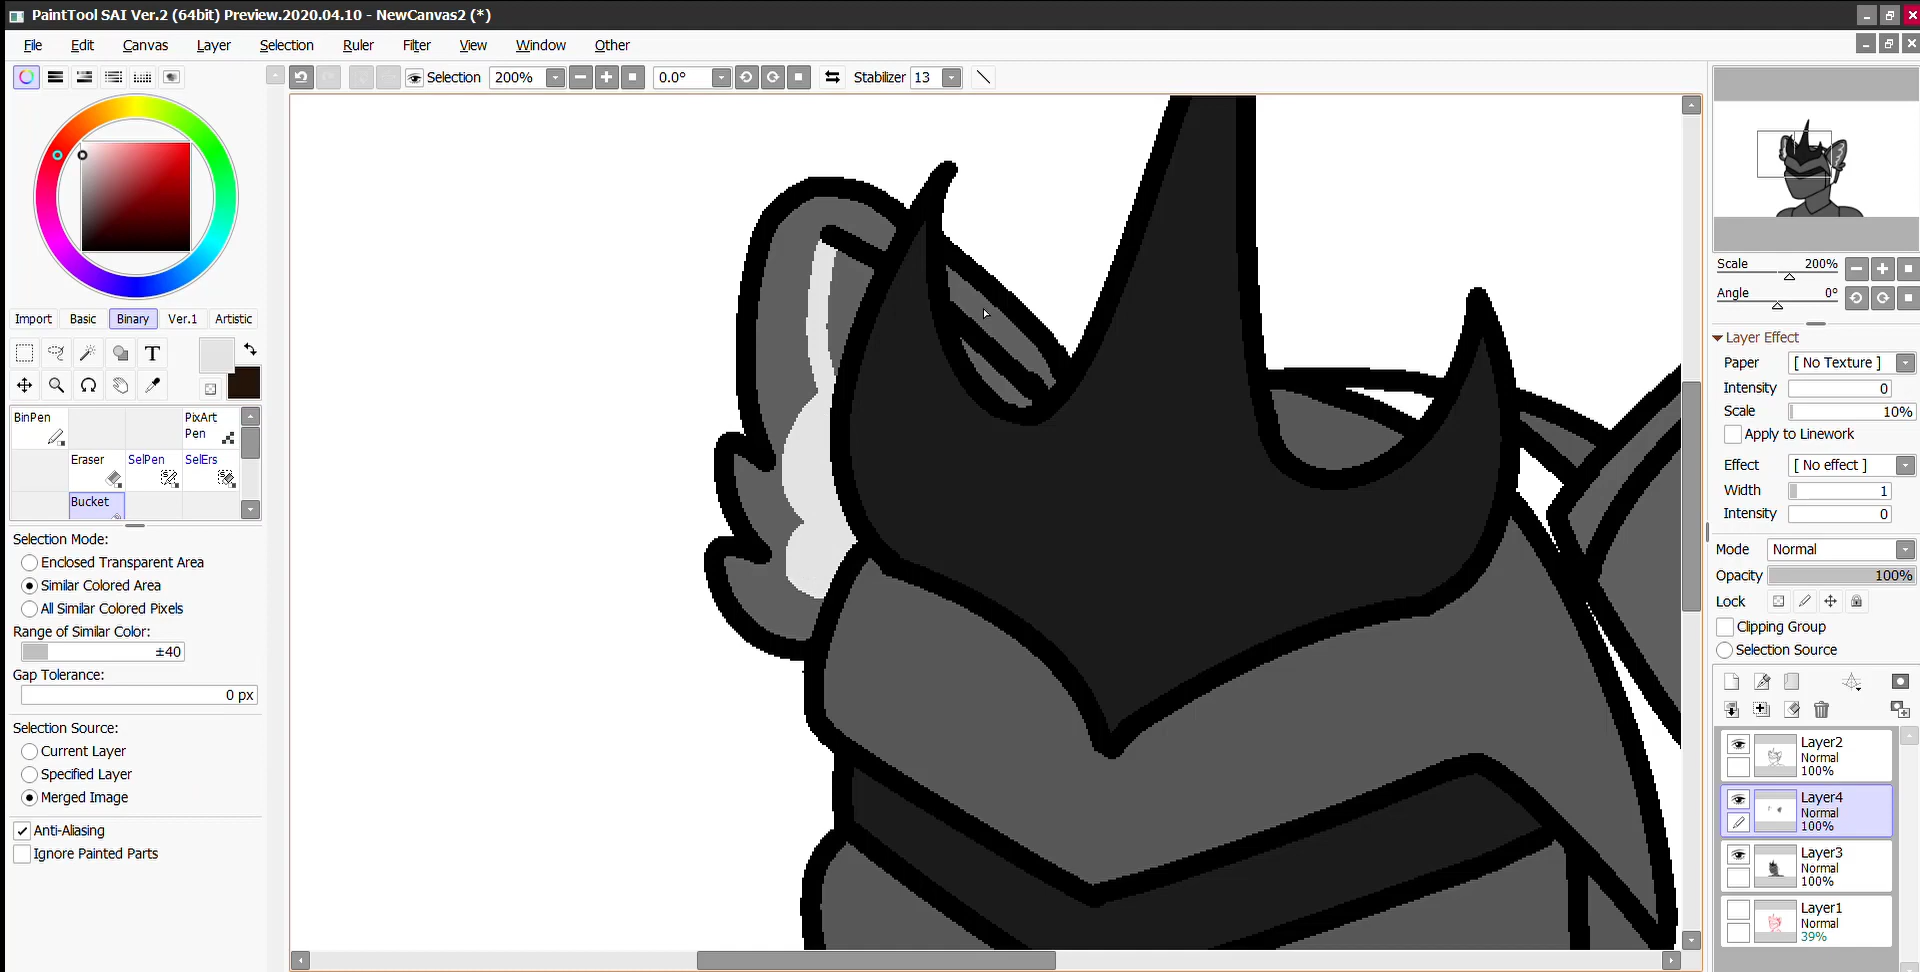 PaintTool SAI Ver.2 (64bit) Preview.2020.04.10 - NewCanvas2 (*)
File Edit Canvas Layer Selection Ruler Filter View Window Other
Selection 200% 0.0° Stabilizer 13
Import Basic Binary Ver.1 Artistic
T
BinPen
PixArt
Pen
Eraser SelPen SelErs
Bucket
Selection Mode:
Enclosed Transparent Area
Similar Colored Area
All Similar Colored Pixels
Range of Similar Color:
±40
Gap Tolerance:
0 px
Selection Source:
Current Layer
Specified Layer
Merged Image
Anti-Aliasing
Ignore Painted Parts
Scale 200%
Angle 0°
Layer Effect
Paper [ No Texture ]
Intensity 0
Scale 10%
Apply to Linework
Effect [ No effect ]
Width 1
Intensity 0
Mode Normal
Opacity 100%
Lock
Clipping Group
Selection Source
Layer2
Normal
100%
Layer4
Normal
100%
Layer3
Normal
100%
Layer1
Normal
39%